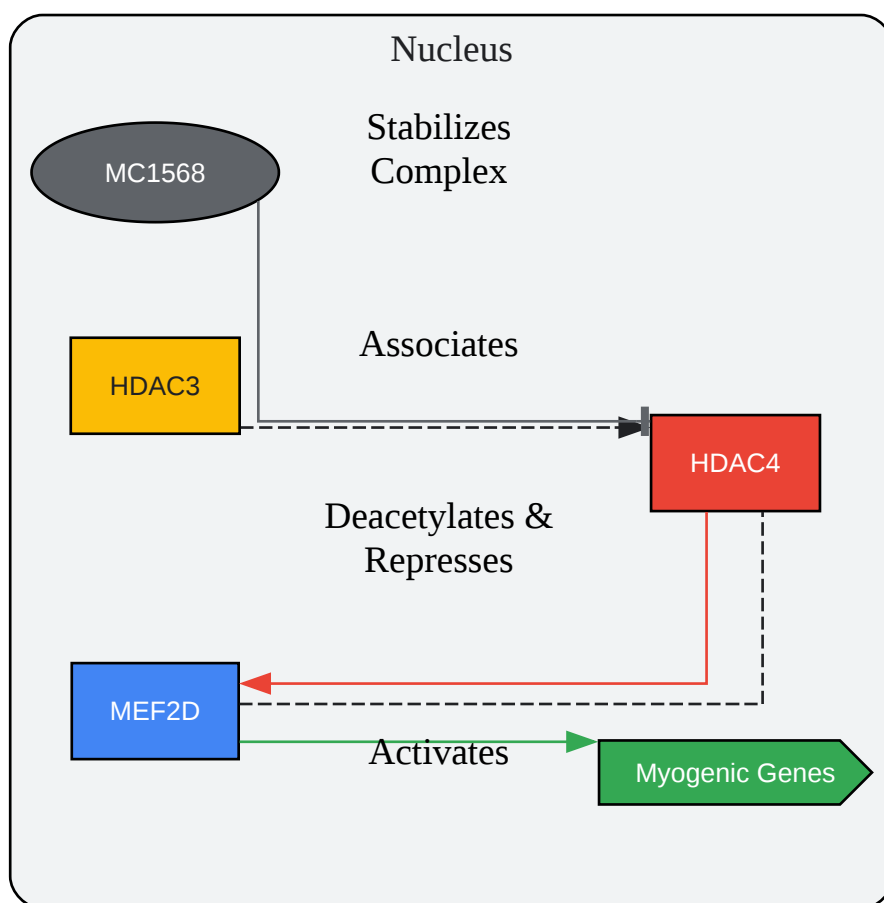 Nucleus
Stabilizes
Complex
MC1568
Associates
HDAC3
HDAC4
Deacetylates &
Represses
MEF2D
Activates
Myogenic Genes